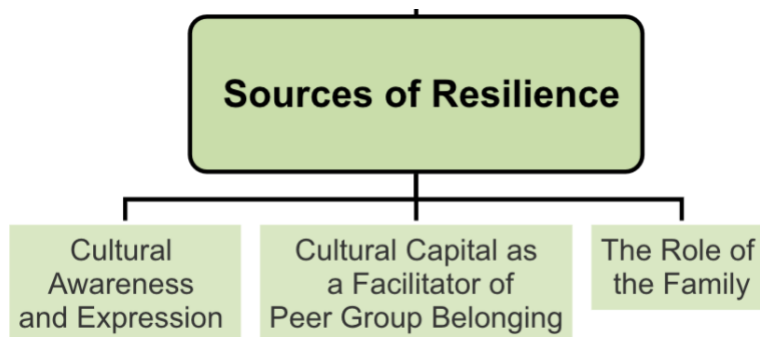 Sources of Resilience
Cultural
Awareness
and Expression
Cultural Capital as
a Facilitator of
Peer Group Belonging
The Role of
the Family